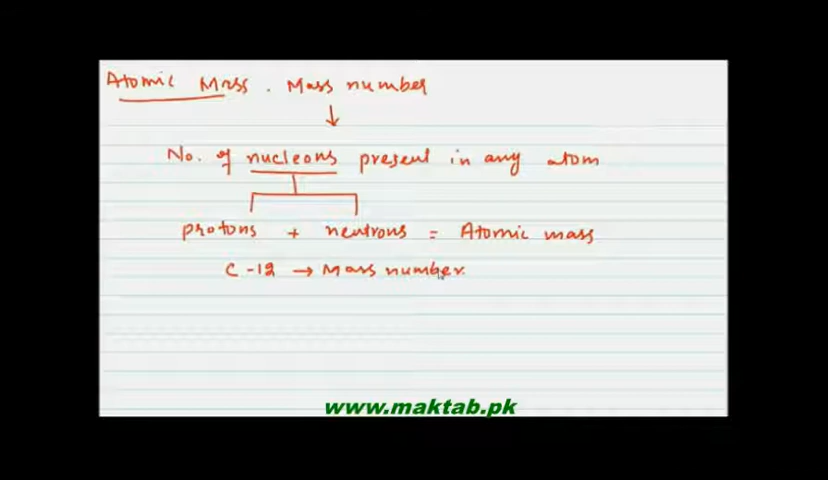 Atomic Mass . Mass number
↓
No. of nucleons present in any atom
protons + neutrons = Atomic mass
C-12 → Mass number
www.maktab.pk